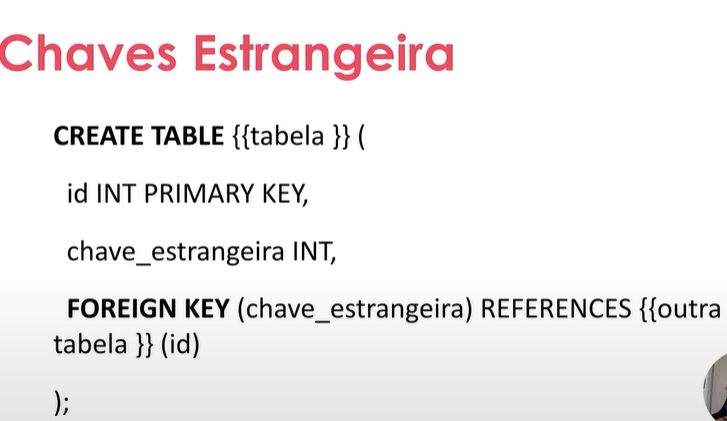 Chaves Estrangeira
CREATE TABLE {{tabela }} (
id INT PRIMARY KEY,
chave_estrangeira INT,
FOREIGN KEY (chave_estrangeira) REFERENCES {{outra
tabela }} (id)
);